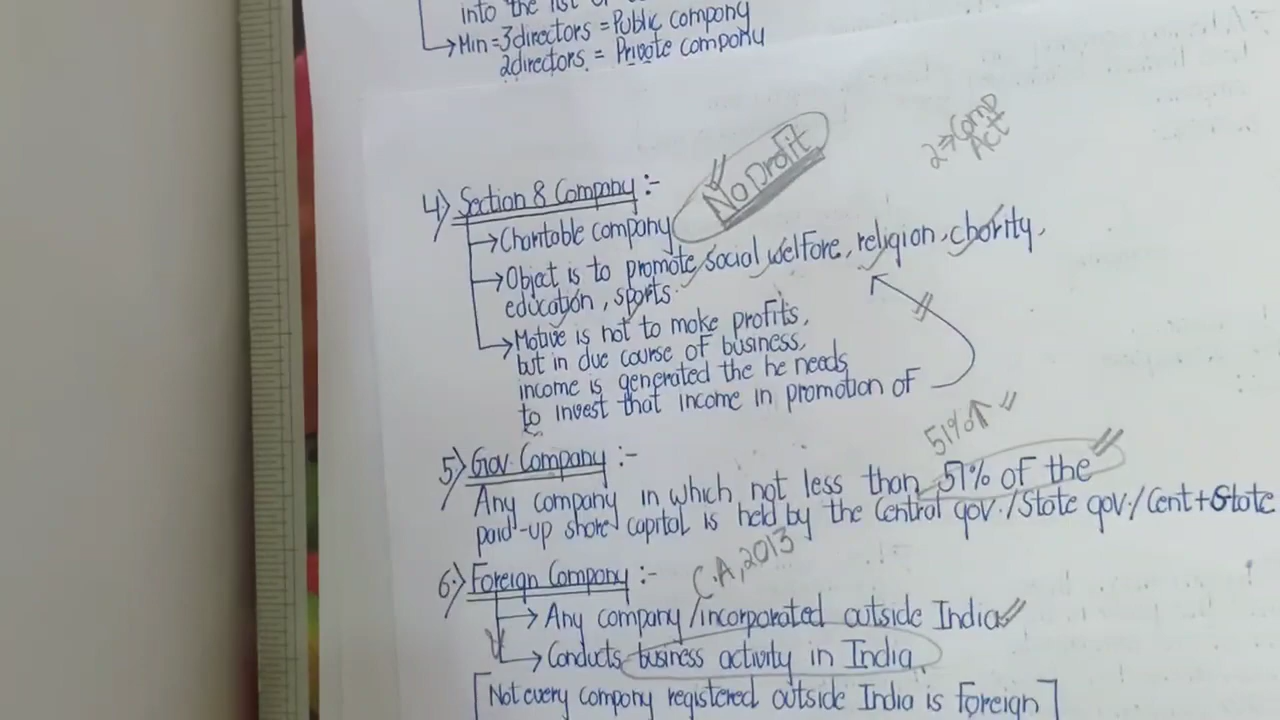 into the list of
→Min=3directors = Public company
2directors = Private company
No profit
2⇒Comp
Act
4) Section 8 Company :-
→Charitable company
→Object is to promote social welfare, religion, charity,
education, sports.
→Motive is not to make profits,
but in due course of business,
income is generated the he needs
to invest that income in promotion of
51%↑
5) Gov. Company :-
Any company in which not less than 51% of the
paid-up share capital is held by the Central gov./State gov./Cent+State
C.A, 2013
6) Foreign Company :-
→Any company /incorporated outside India
→Conducts business activity in India
[Not every company registered outside India is foreign]